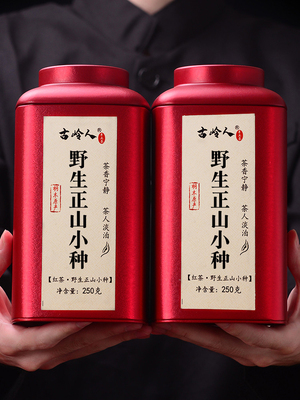 古岭人
野生正山小种
茶香宁静
茶人淡泊
【红茶·野生正山小种】
净含量：250克
古岭人
野生正山小种
茶香宁静
茶人淡泊
【红茶·野生正山小种】
净含量：250克